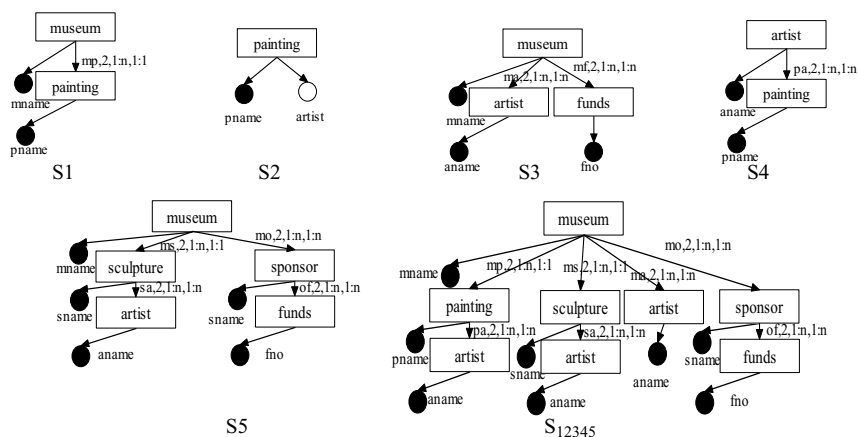 museum
mp,2,1:n,1:1
painting
mname
pname
S1
painting
pname
artist
S2
museum
ma,2,1:n,1:n
mf,2,1:n,1:n
artist
funds
mname
aname
fno
S3
artist
pa,2,1:n,1:n
aname
painting
pname
S4
museum
ms,2,1:n,1:1
mo,2,1:n,1:n
mname
sculpture
sponsor
sa,2,1:n,1:n
of,2,1:n,1:n
sname
artist
sname
funds
aname
fno
S5
museum
mo,2,1:n,1:n
mname
mp,2,1:n,1:1
ms,2,1:n,1:1
ma,2,1:n,1:n
painting
sculpture
artist
sponsor
pa,2,1:n,1:n
sa,2,1:n,1:n
of,2,1:n,1:n
pname
artist
sname
artist
aname
sname
funds
aname
aname
fno
S12345